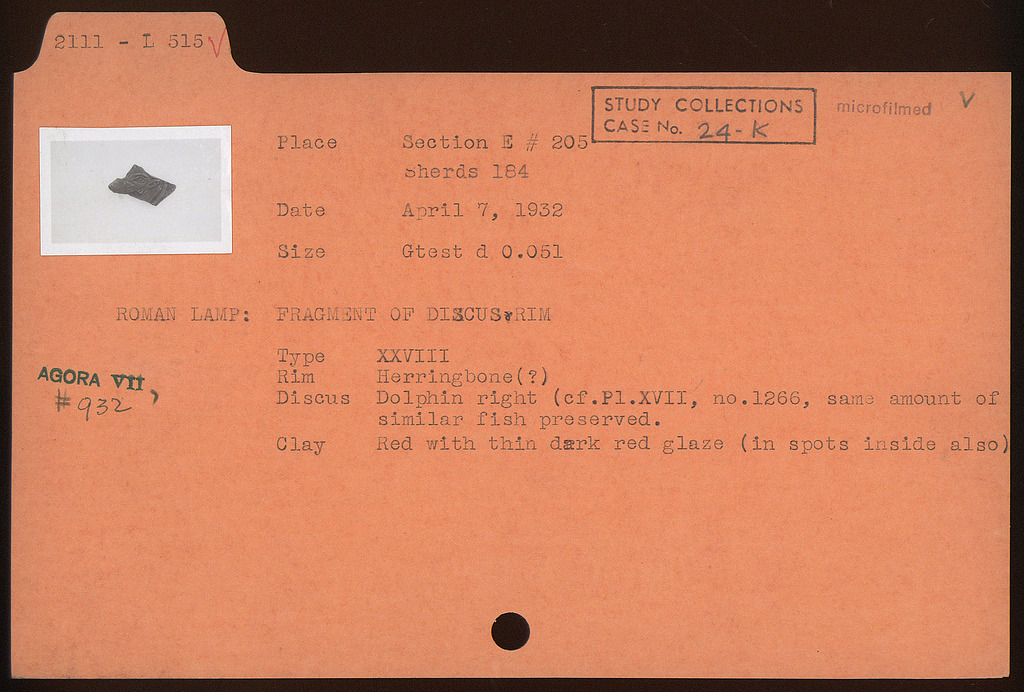 2111 - L 515 V
STUDY COLLECTIONS
CASE No. 24-K
microfilmed V
Place Section E # 205
Sherds 184
Date April 7, 1932
Size Gtest d 0.051
ROMAN LAMP: FRAGMENT OF DISCUS+RIM
Type XXVIII
AGORA VII,
# 932
Rim Herringbone(?)
Discus Dolphin right (cf.Pl.XVII, no.1266, same amount of
similar fish preserved.
Clay Red with thin dark red glaze (in spots inside also)